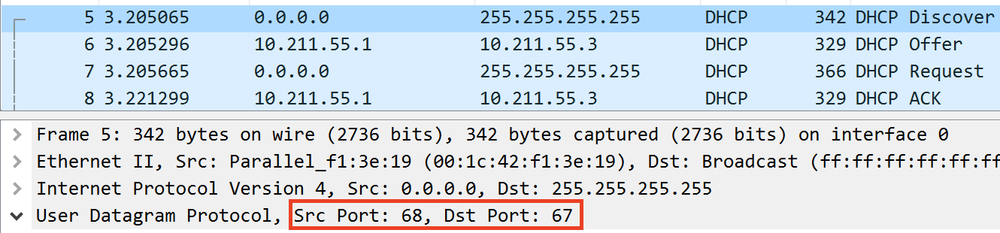 5 3.205065 0.0.0.0 255.255.255.255 DHCP 342 DHCP Discover
6 3.205296 10.211.55.1 10.211.55.3 DHCP 329 DHCP Offer
7 3.205665 0.0.0.0 255.255.255.255 DHCP 366 DHCP Request
8 3.221299 10.211.55.1 10.211.55.3 DHCP 329 DHCP ACK
Frame 5: 342 bytes on wire (2736 bits), 342 bytes captured (2736 bits) on interface 0
Ethernet II, Src: Parallel_f1:3e:19 (00:1c:42:f1:3e:19), Dst: Broadcast (ff:ff:ff:ff:ff:ff
Internet Protocol Version 4, Src: 0.0.0.0, Dst: 255.255.255.255
User Datagram Protocol, Src Port: 68, Dst Port: 67